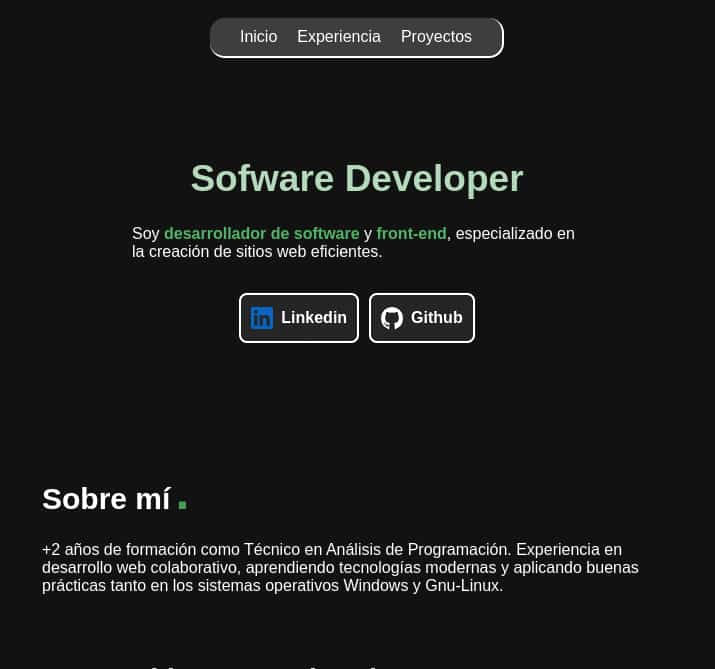 Inicio Experiencia Proyectos
Sofware Developer
Soy desarrollador de software y front-end, especializado en
la creación de sitios web eficientes.
Linkedin Github
Sobre mí.
+2 años de formación como Técnico en Análisis de Programación. Experiencia en
desarrollo web colaborativo, aprendiendo tecnologías modernas y aplicando buenas
prácticas tanto en los sistemas operativos Windows y Gnu-Linux.